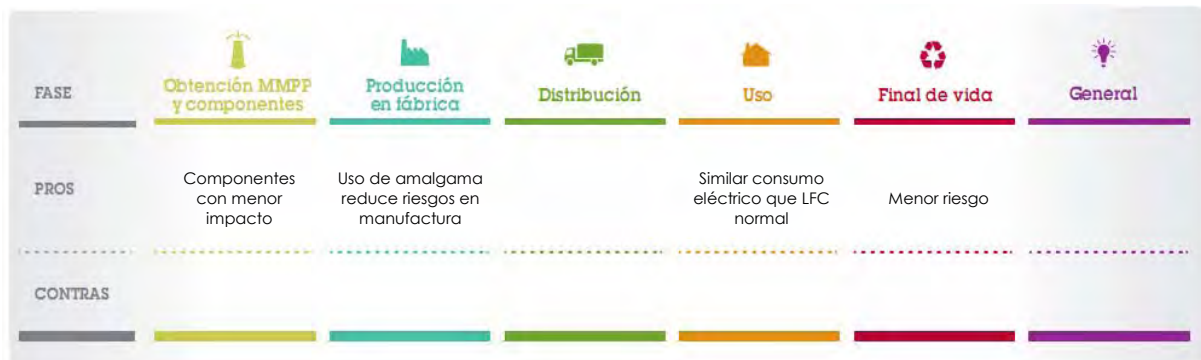 FASE
Obtención MMPP
y componentes
Producción
en fábrica
Distribución
Uso
Final de vida
General
PROS
Componentes
con menor
impacto
Uso de amalgama
reduce riesgos en
manufactura
Similar consumo
eléctrico que LFC
normal
Menor riesgo
CONTRAS